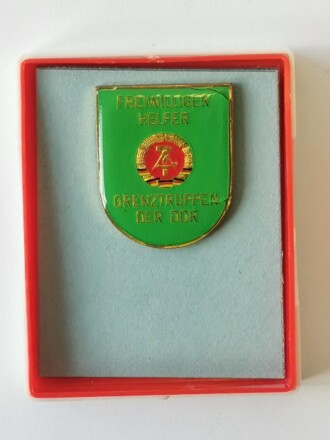 FREIWILLIGER
HELFER
GRENZTRUPPEN
DER DDR